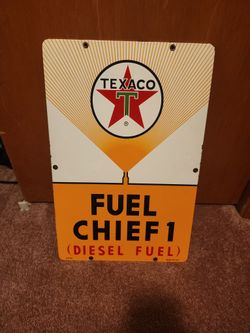 TEXACO
T
FUEL
CHIEF 1
(DIESEL FUEL)